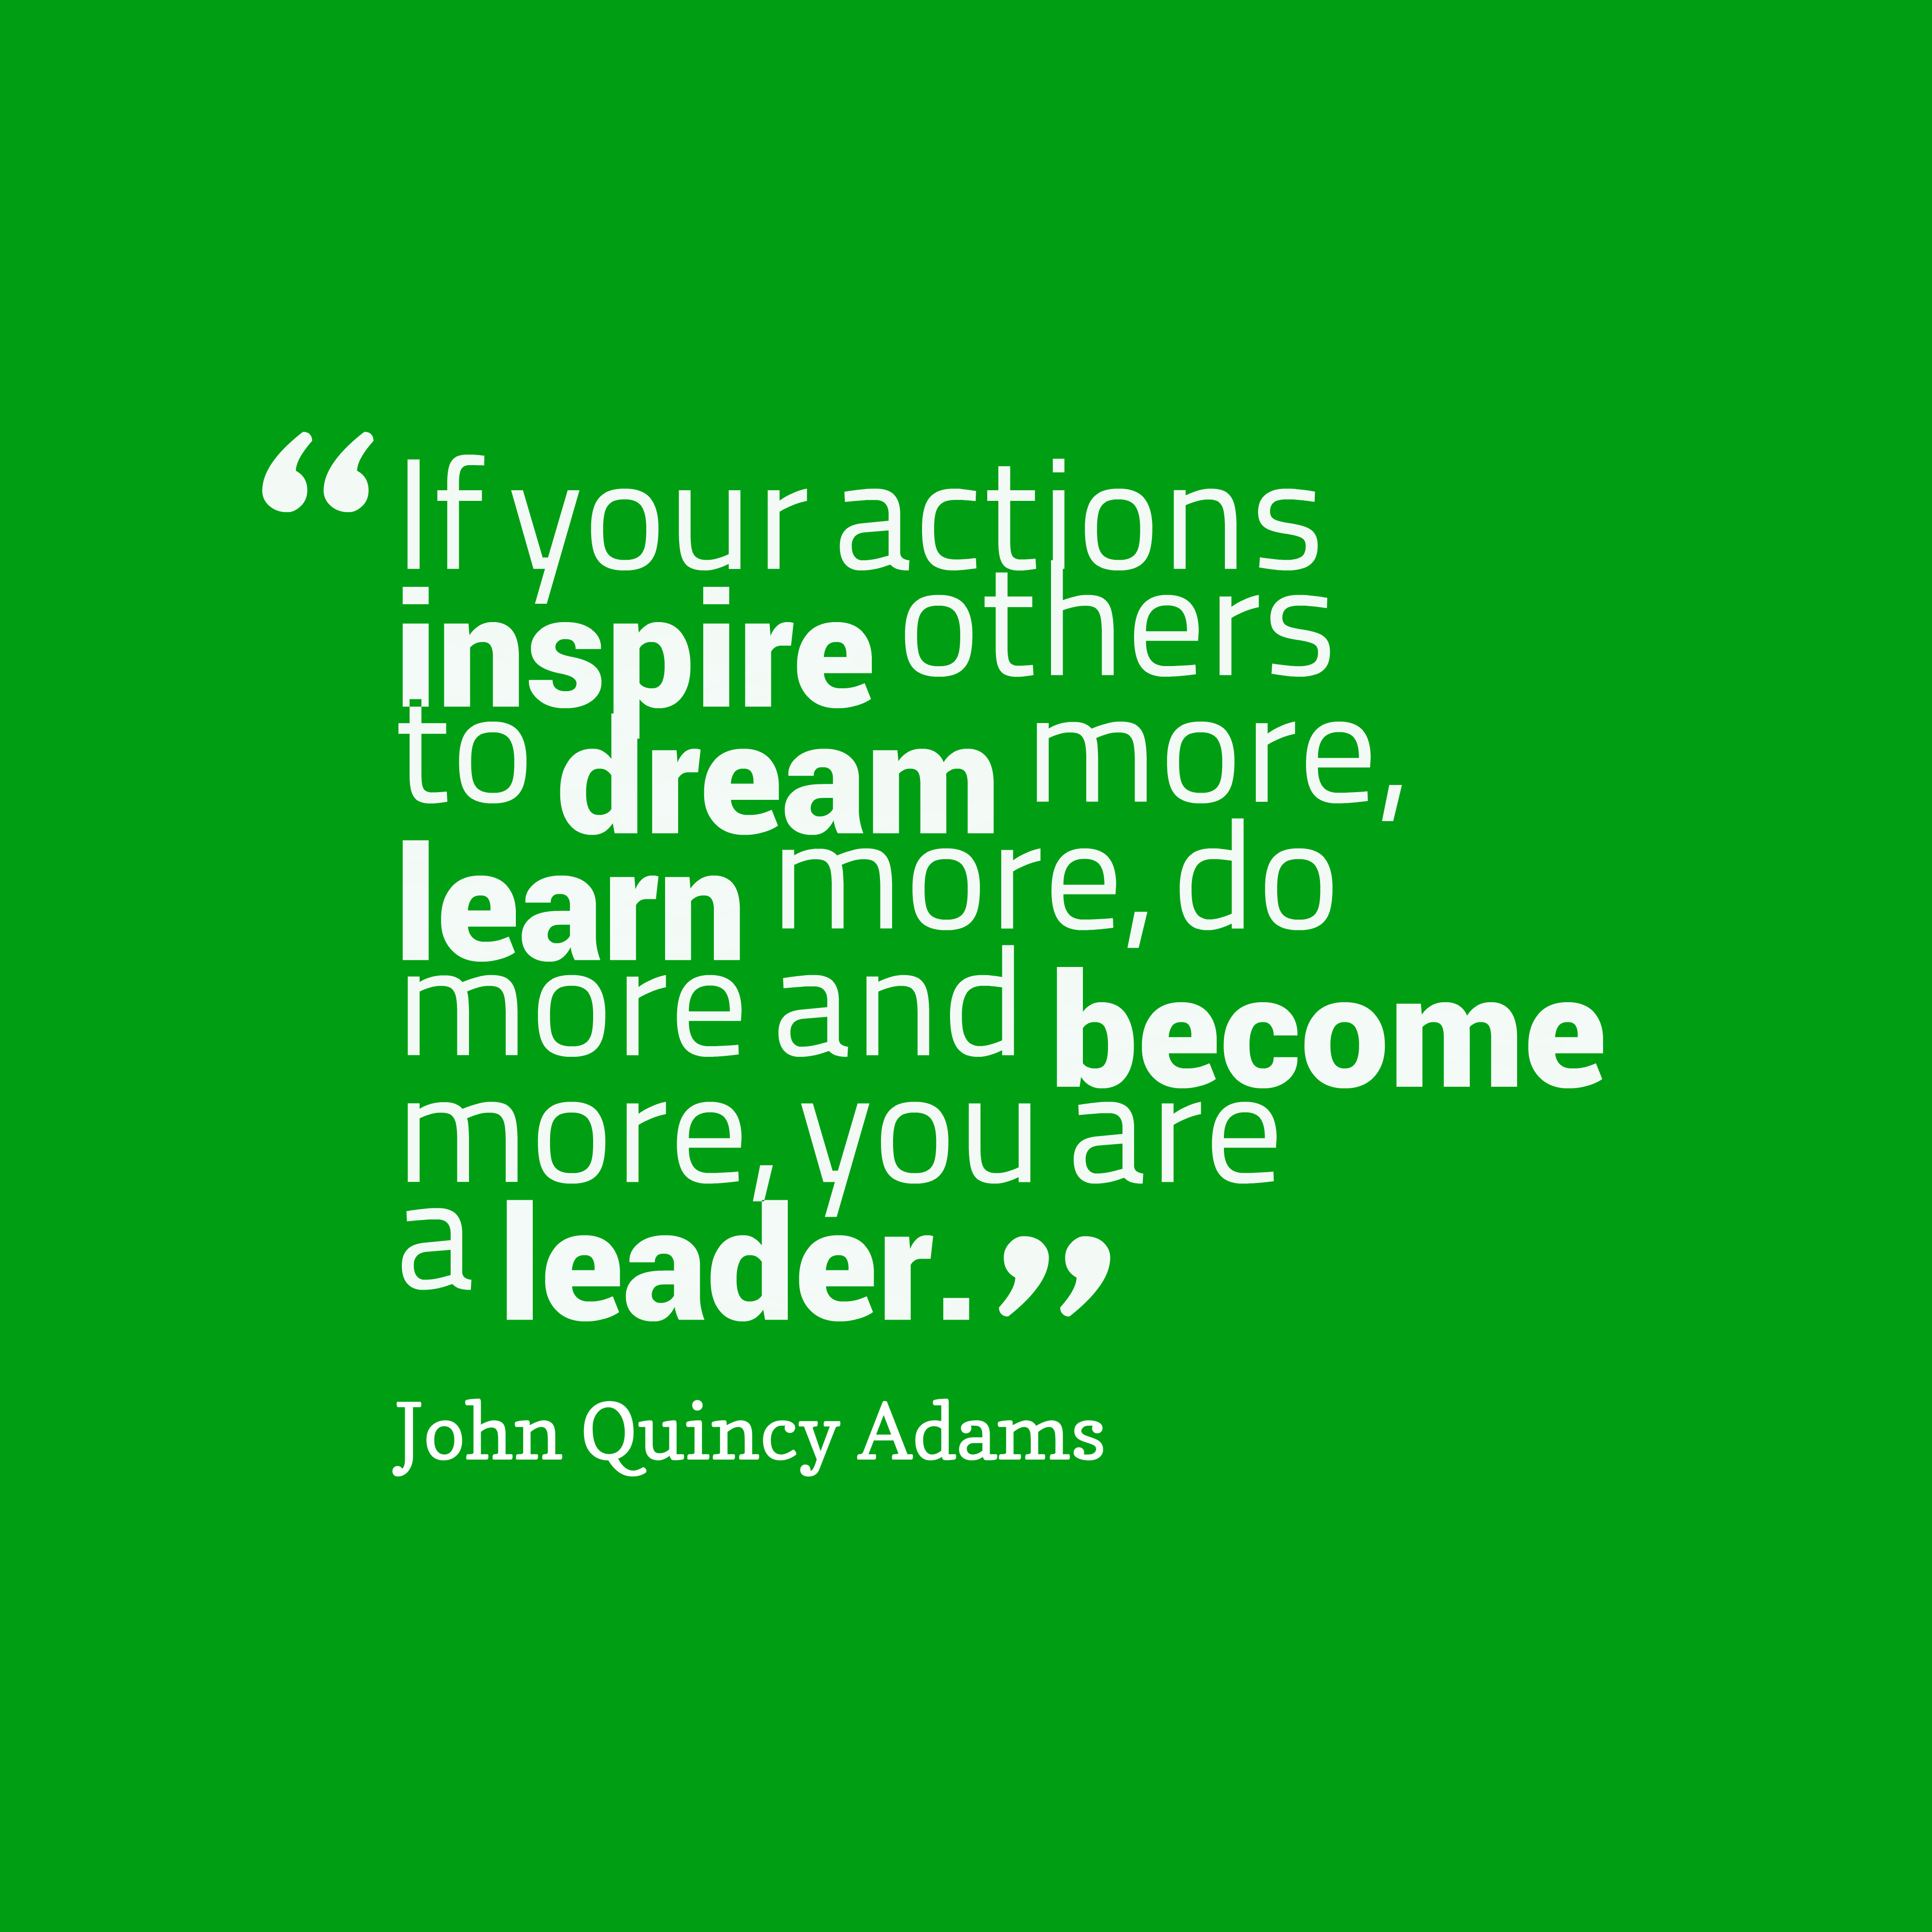 “If your actions
inspire others
to dream more,
learn more, do
more and become
more, you are
a leader.”
John Quincy Adams